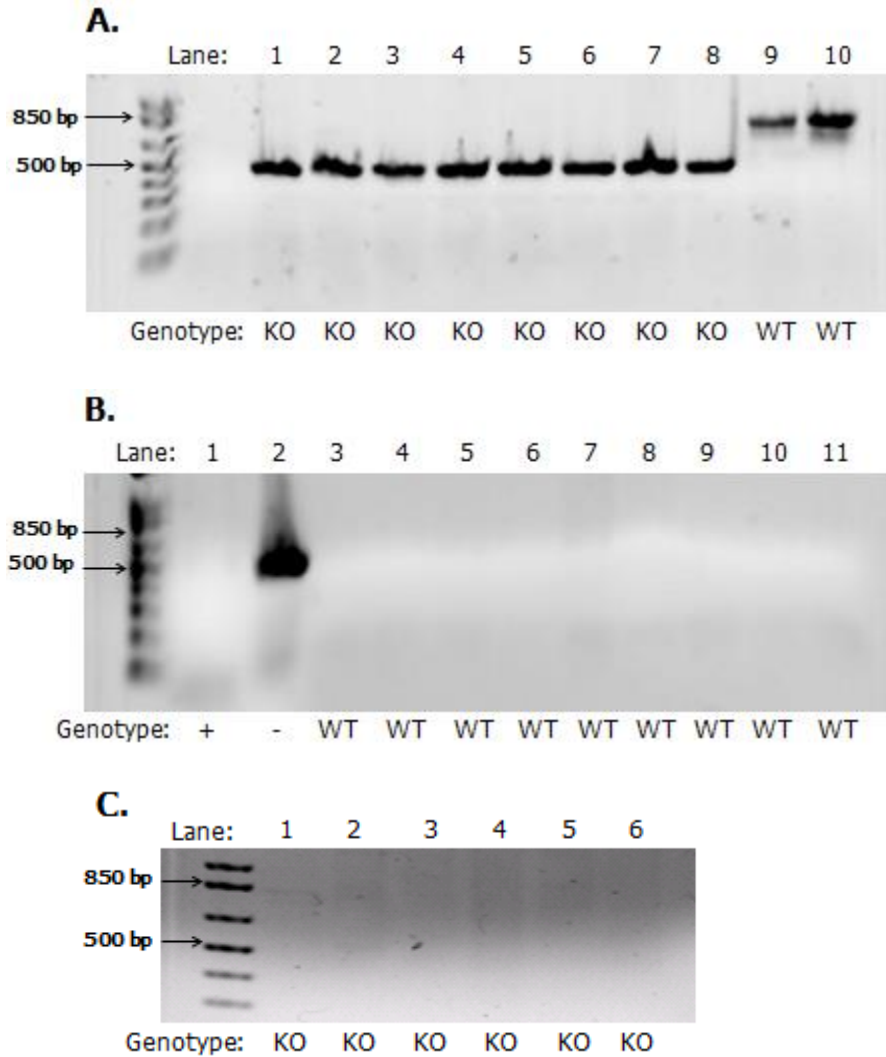 A.
Lane: 1 2 3 4 5 6 7 8 9 10
850 bp
500 bp
Genotype: KO KO KO KO KO KO KO KO WT WT
B.
Lane: 1 2 3 4 5 6 7 8 9 10 11
850 bp
500 bp
Genotype: + - WT WT WT WT WT WT WT WT WT
C.
Lane: 1 2 3 4 5 6
850 bp
500 bp
Genotype: KO KO KO KO KO KO